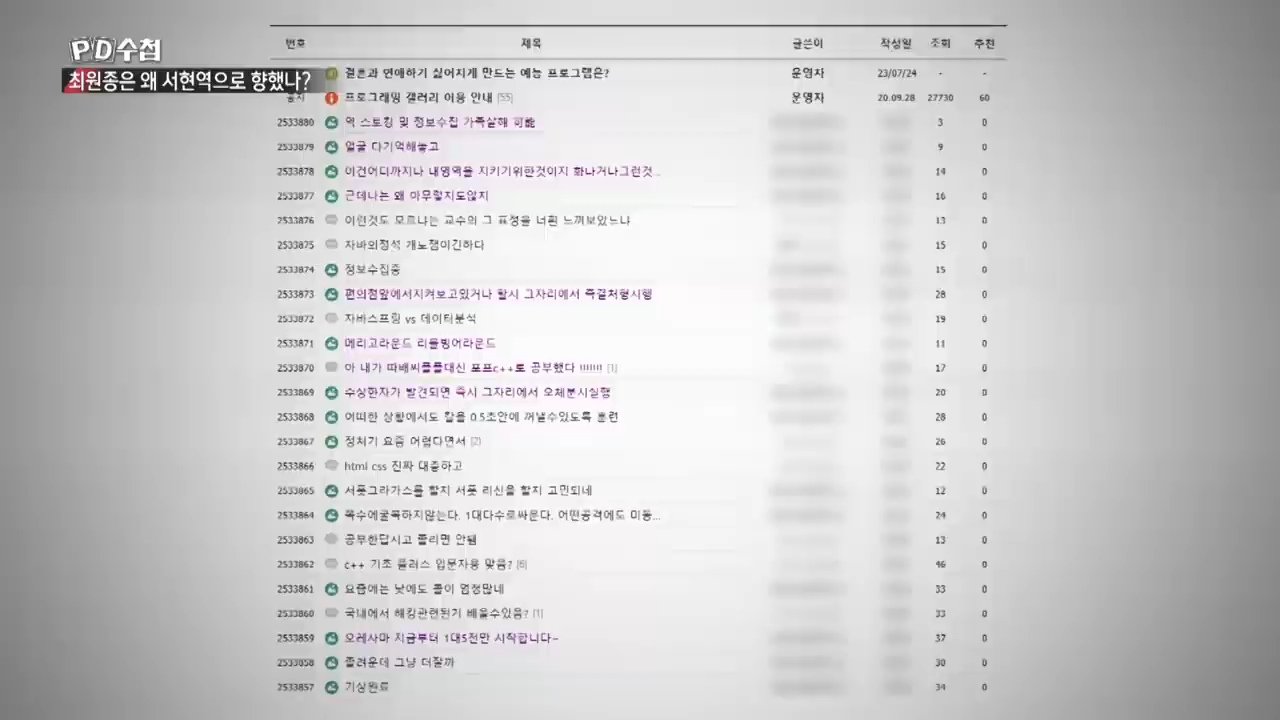 PD수첩
최원종은 왜 서현역으로 향했나?
번호 제목 글쓴이 작성일 조회 추천
결혼과 연애하기 싫어지게 만드는 예능 프로그램은? 운영자 23/07/24 - -
공지 프로그래밍 갤러리 이용 안내 [55] 운영자 20.09.28 27730 60
2533880 역 스토킹 및 정보수집 가족살해 可能 3 0
2533879 얼굴 다기억해놓고 9 0
2533878 이건어디까지나 내영역을 지키기위한것이지 화나거나그런것... 14 0
2533877 근데나는 왜 아무렇지도않지 16 0
2533876 이런것도 모르냐는 교수의 그 표정을 너흰 느껴보았느냐 13 0
2533875 자바의정석 개노잼이긴하다 15 0
2533874 정보수집중 15 0
2533873 편의점앞에서지켜보고있거나 할시 그자리에서 즉결처형시행 28 0
2533872 자바스프링 vs 데이터분석 19 0
2533871 메리고라운드 리볼빙어라운드 11 0
2533870 아 내가 따배씨쁠쁠대신 포프c++로 공부했다 !!!!!!! [1] 17 0
2533869 수상한자가 발견되면 즉시 그자리에서 오체분시실행 20 0
2533868 어떠한 상황에서도 칼을 0.5초안에 꺼낼수있도록 훈련 28 0
2533867 정처기 요즘 어렵다면서 [2] 26 0
2533866 html css 진짜 대충하고 22 0
2533865 서폿그라가스를 할지 서폿 리신을 할지 고민되네 12 0
2533864 목수에굴복하지않는다. 1대다수로싸운다. 어떤공격에도 미동... 24 0
2533863 공부한답시고 졸리면 안됨 13 0
2533862 c++ 기초 플러스 입문자용 맞음? [6] 46 0
2533861 요즘에는 낮에도 콜이 엄청많네 33 0
2533860 국내에서 해킹관련된거 배울수있음? [1] 33 0
2533859 오레사마 지금부터 1대5전만 시작합니다~ 37 0
2533858 졸려운데 그냥 더잘까 30 0
2533857 기상완료 34 0